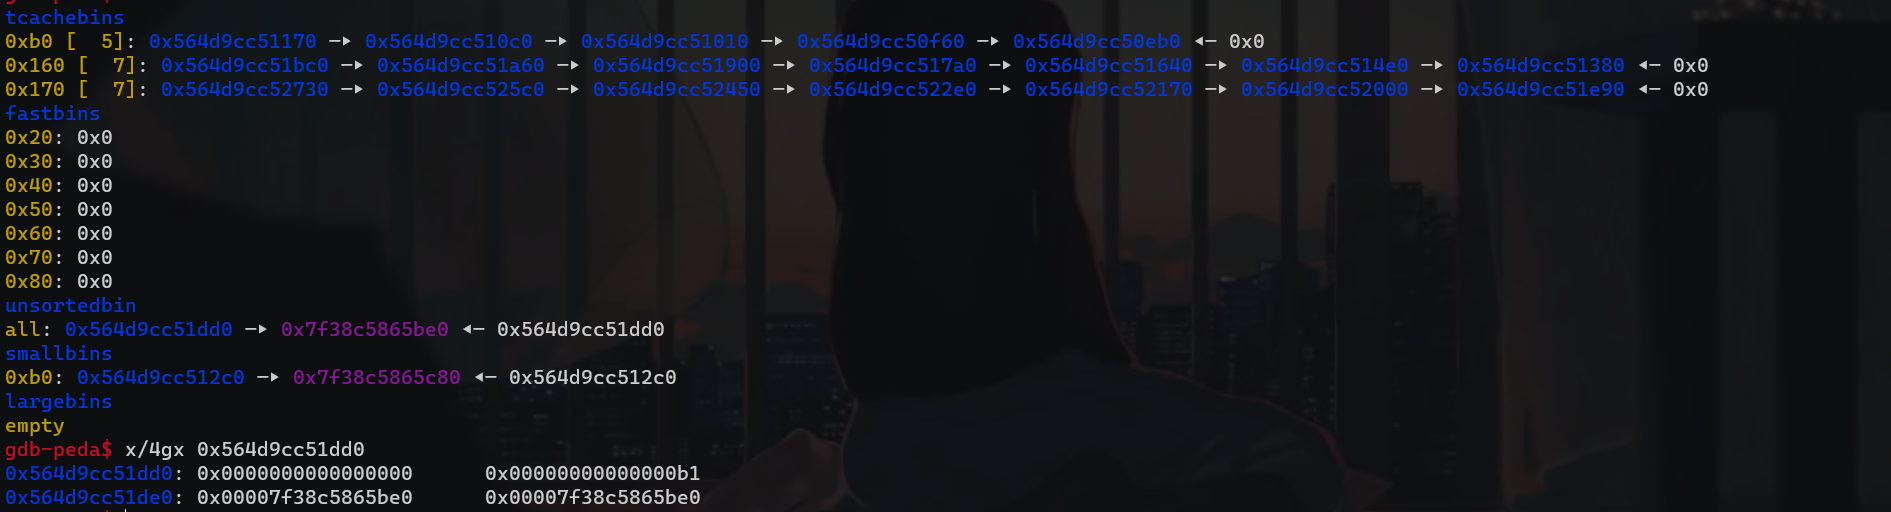 tcachebins
0xb0 [  5]: 0x564d9cc51170 —▸ 0x564d9cc510c0 —▸ 0x564d9cc51010 —▸ 0x564d9cc50f60 —▸ 0x564d9cc50eb0 ◂— 0x0
0x160 [  7]: 0x564d9cc51bc0 —▸ 0x564d9cc51a60 —▸ 0x564d9cc51900 —▸ 0x564d9cc517a0 —▸ 0x564d9cc51640 —▸ 0x564d9cc514e0 —▸ 0x564d9cc51380 ◂— 0x0
0x170 [  7]: 0x564d9cc52730 —▸ 0x564d9cc525c0 —▸ 0x564d9cc52450 —▸ 0x564d9cc522e0 —▸ 0x564d9cc52170 —▸ 0x564d9cc52000 —▸ 0x564d9cc51e90 ◂— 0x0
fastbins
0x20: 0x0
0x30: 0x0
0x40: 0x0
0x50: 0x0
0x60: 0x0
0x70: 0x0
0x80: 0x0
unsortedbin
all: 0x564d9cc51dd0 —▸ 0x7f38c5865be0 ◂— 0x564d9cc51dd0
smallbins
0xb0: 0x564d9cc512c0 —▸ 0x7f38c5865c80 ◂— 0x564d9cc512c0
largebins
empty
gdb-peda$ x/4gx 0x564d9cc51dd0
0x564d9cc51dd0: 0x0000000000000000      0x00000000000000b1
0x564d9cc51de0: 0x00007f38c5865be0      0x00007f38c5865be0